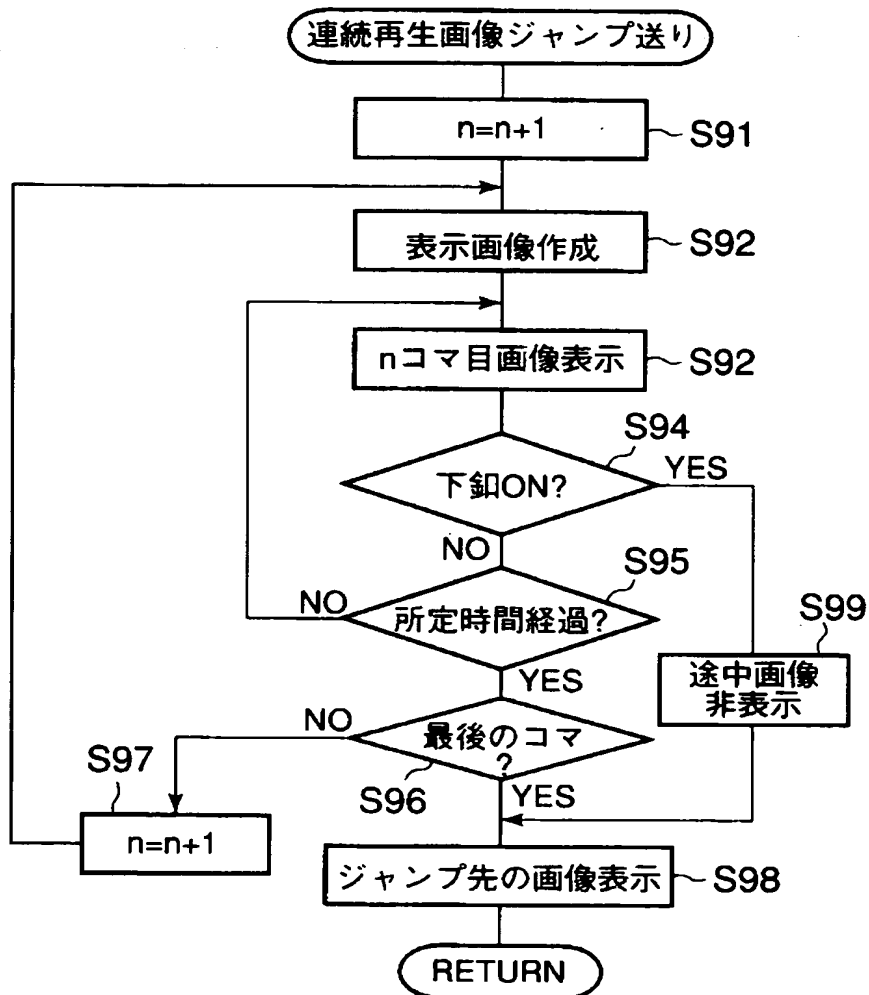 連続再生画像ジャンプ送り
n=n+1
S91
表示画像作成
S92
nコマ目画像表示
S92
S94
下釦ON?
YES
NO
S95
所定時間経過?
NO
YES
S99
途中画像
非表示
最後のコマ
?
NO
S96
YES
S97
n=n+1
ジャンプ先の画像表示
S98
RETURN